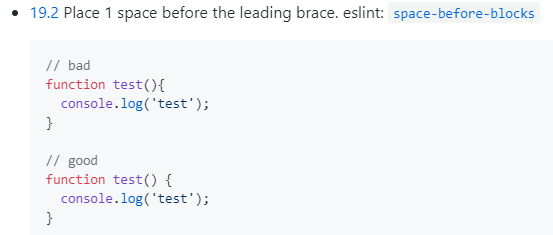 • 19.2 Place 1 space before the leading brace. eslint: space-before-blocks
// bad
function test(){
  console.log('test');
}
// good
function test() {
  console.log('test');
}